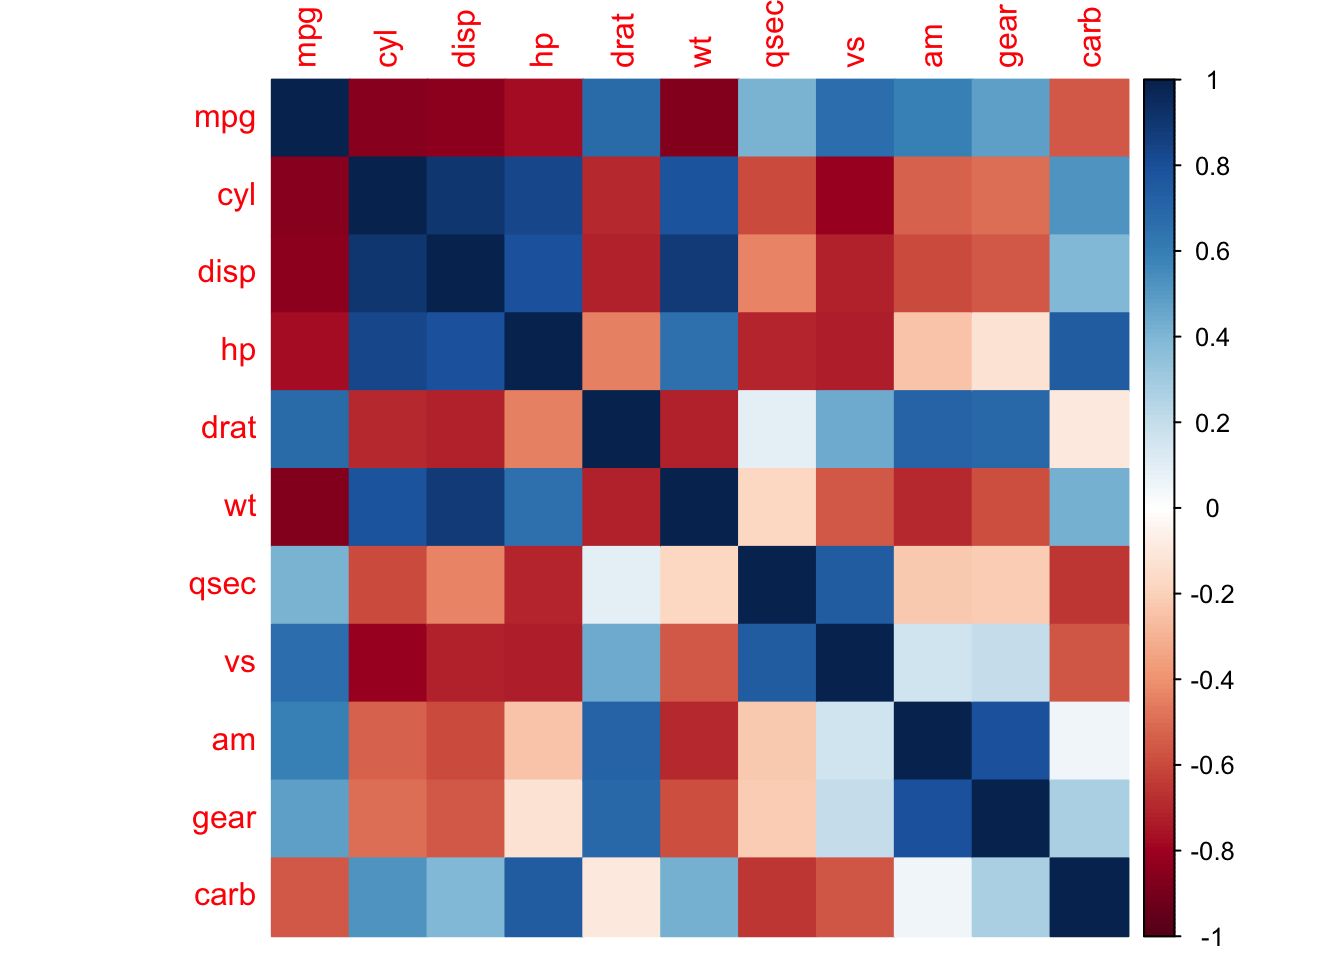 mpg cyl disp hp drat wt qsec vs am gear carb
mpg
cyl
disp
hp
drat
wt
qsec
vs
am
gear
carb
1
0.8
0.6
0.4
0.2
0
-0.2
-0.4
-0.6
-0.8
-1